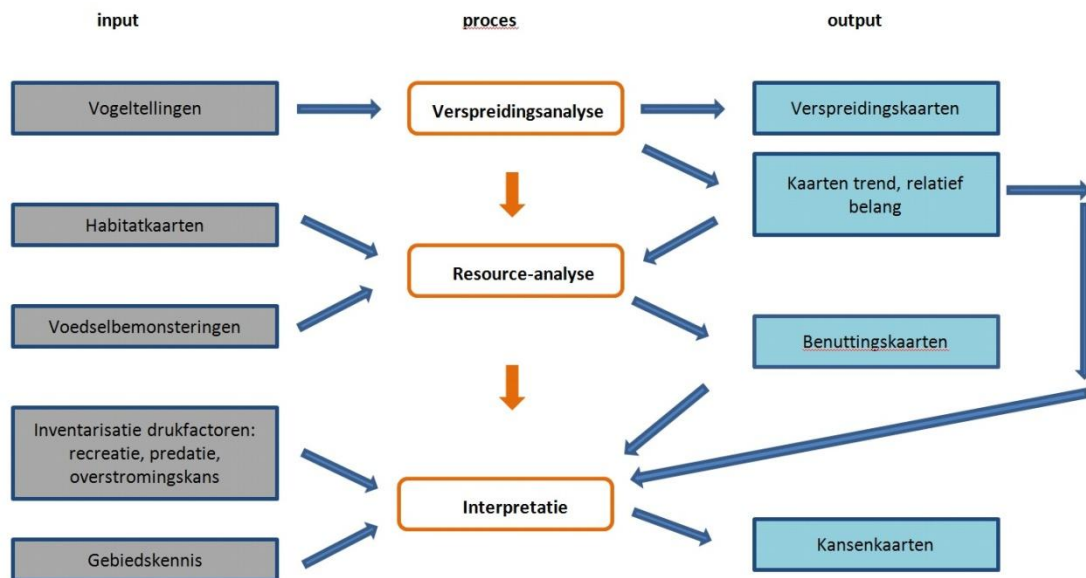 input
proces
output
Vogeltellingen
Verspreidingsanalyse
Verspreidingskaarten
Kaarten trend, relatief
belang
Habitatkaarten
Resource-analyse
Voedselbemonsteringen
Benuttingskaarten
Inventarisatie drukfactoren:
recreatie, predatie,
overstromingskans
Interpretatie
Gebiedskennis
Kansenkaarten